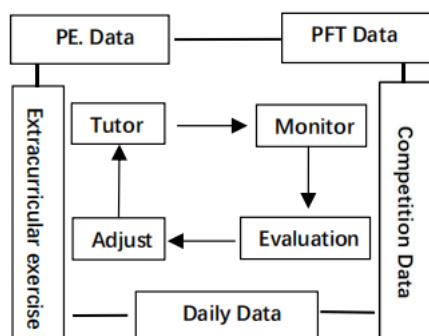 PE. Data
PFT Data
Extracurricular exercise
Tutor
Monitor
Competition Data
Adjust
Evaluation
Daily Data